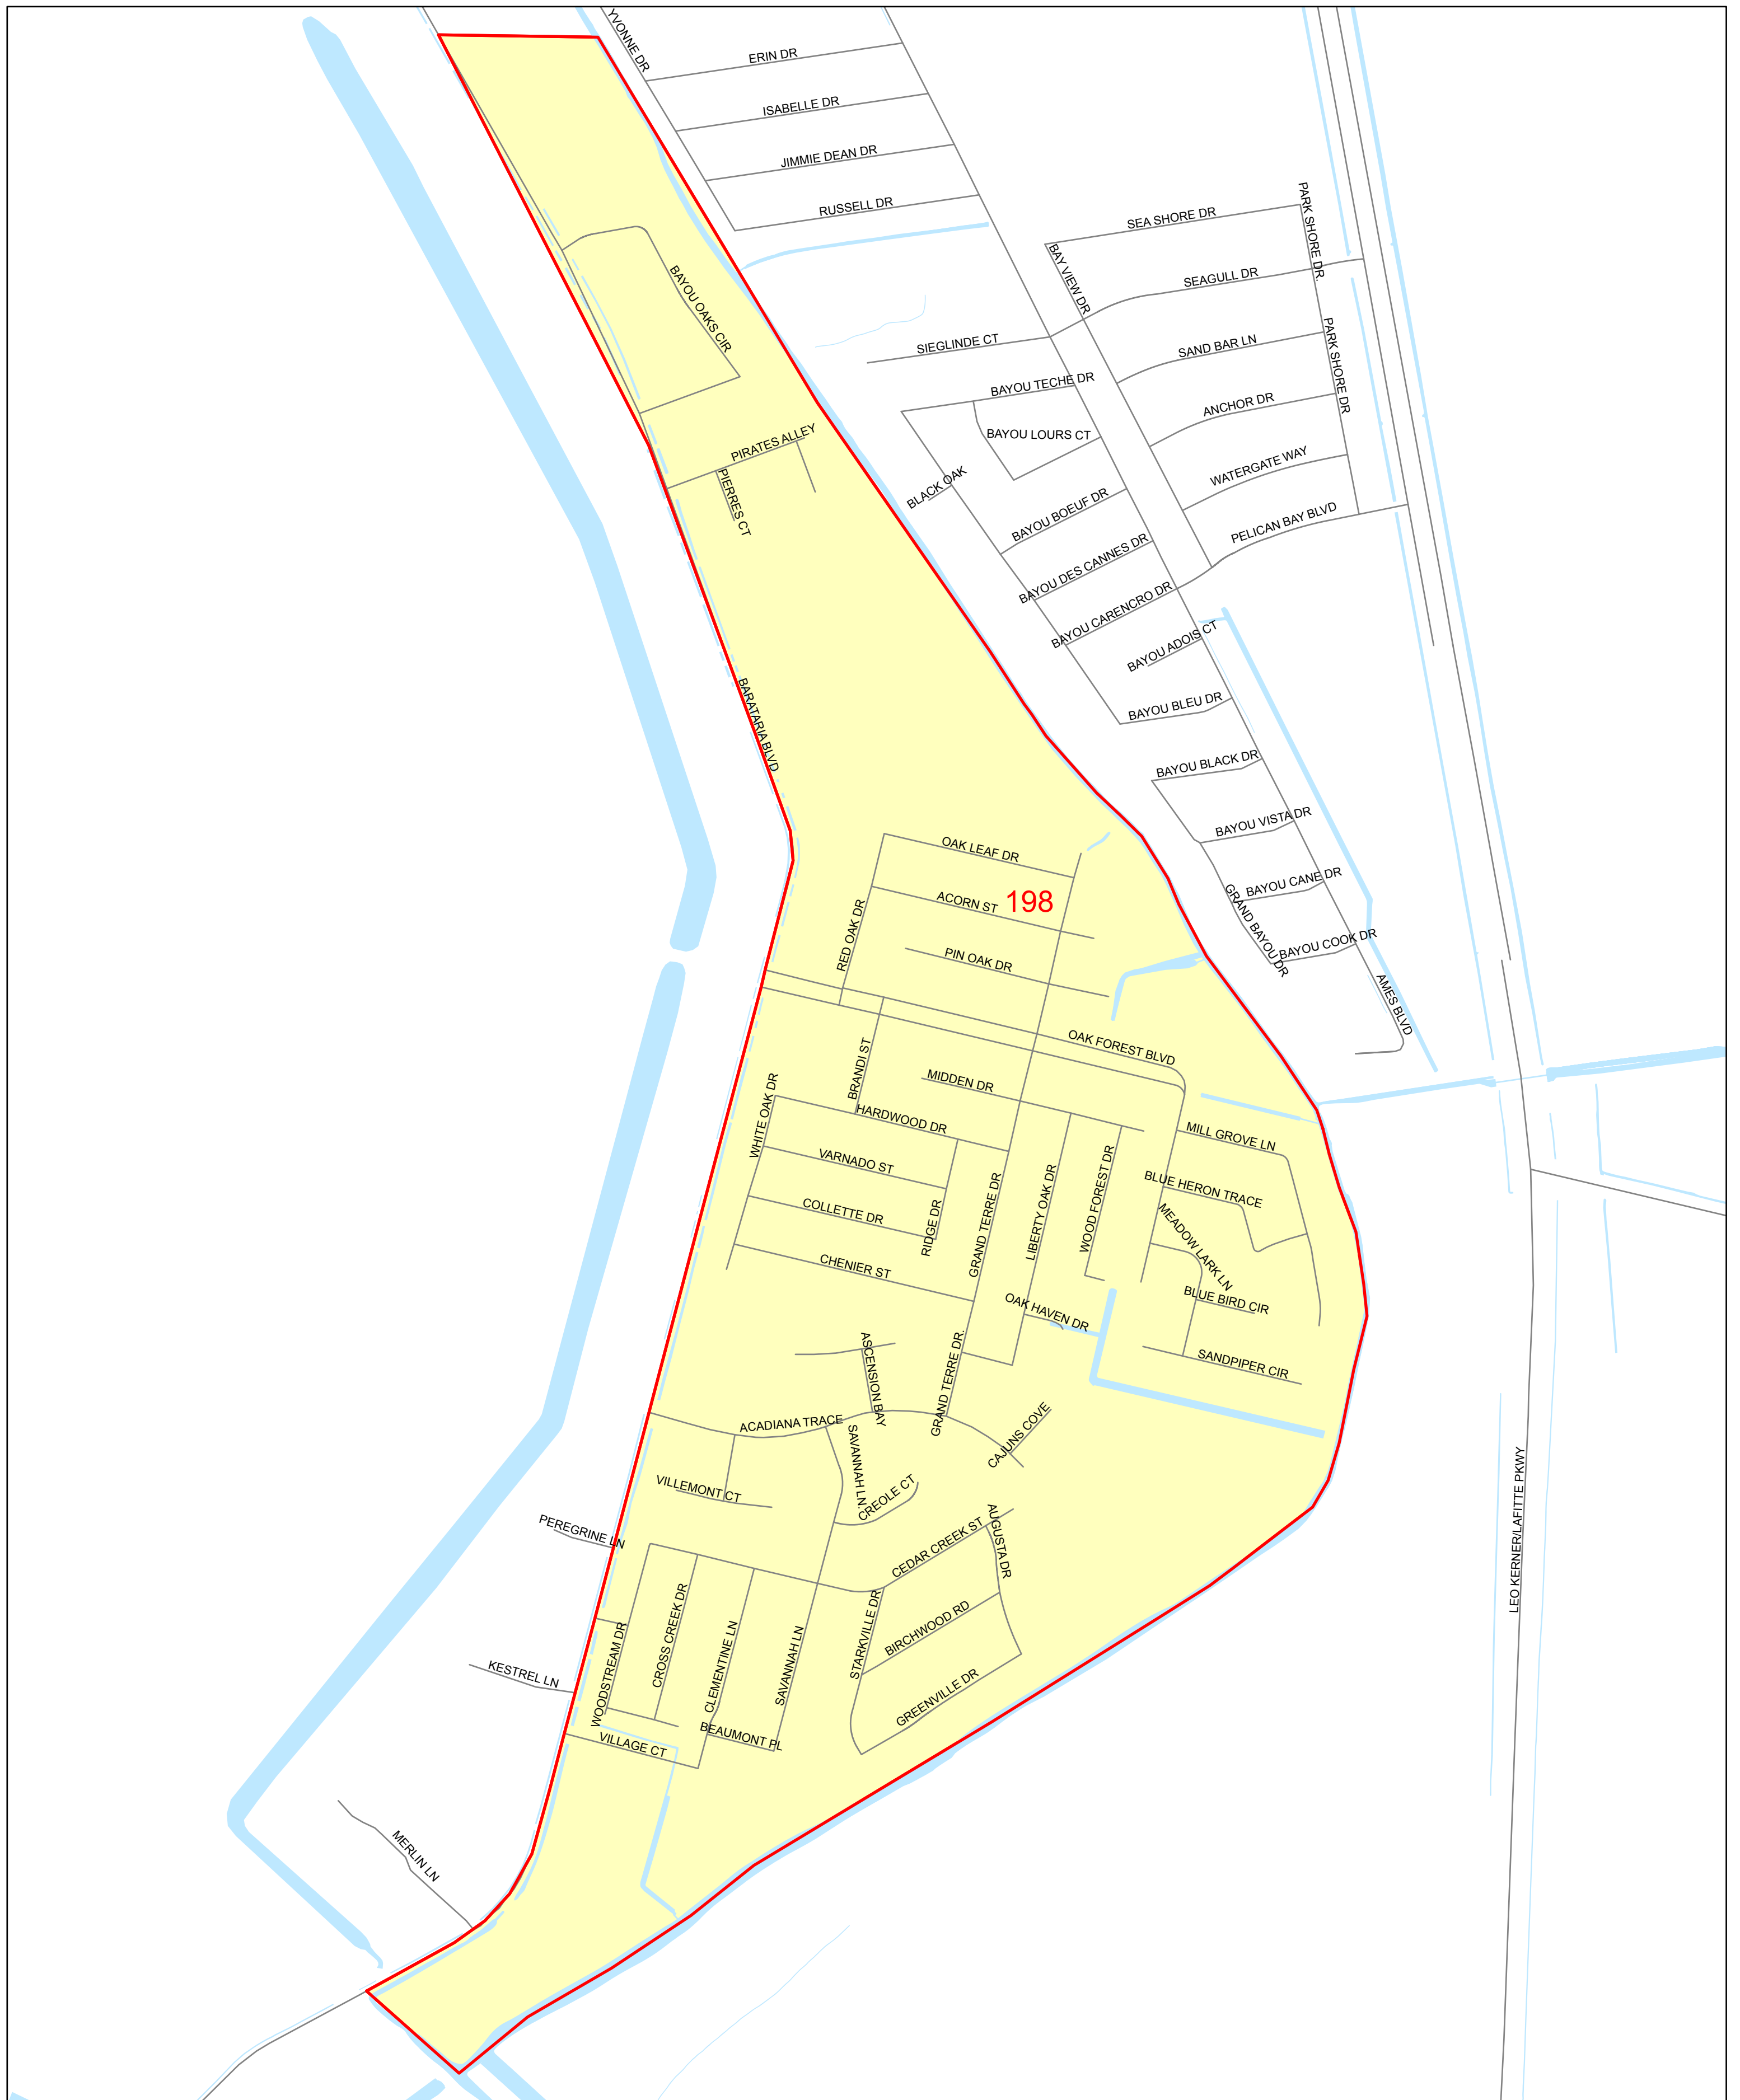 YVONNE DR
ERIN DR
ISABELLE DR
JIMMIE DEAN DR
RUSSELL DR
SEA SHORE DR
PARK SHORE DR.
BAY VIEW DR
SEAGULL DR
BAYOU OAKS CIR
SIEGLINDE CT
SAND BAR LN
PARK SHORE DR
BAYOU TECHE DR
ANCHOR DR
BAYOU LOURS CT
PIRATES ALLEY
WATERGATE WAY
PIERRES CT
BLACK OAK
BAYOU BOEUF DR
PELICAN BAY BLVD
BAYOU DES CANNES DR
BAYOU CARENCRO DR
BAYOU ADOIS CT
BARATARIA BLVD
BAYOU BLEU DR
BAYOU BLACK DR
BAYOU VISTA DR
OAK LEAF DR
BAYOU CANE DR
ACORN ST
198
RED OAK DR
GRAND BAYOU DR
BAYOU COOK DR
PIN OAK DR
AMES BLVD
OAK FOREST BLVD
BRANDI ST
MIDDEN DR
WHITE OAK DR
HARDWOOD DR
MILL GROVE LN
VARNADO ST
BLUE HERON TRACE
COLLETTE DR
RIDGE DR
GRAND TERRE DR
LIBERTY OAK DR
WOOD FOREST DR
MEADOW LARK LN
CHENIER ST
BLUE BIRD CIR
OAK HAVEN DR
ASCENSION BAY
GRAND TERRE DR.
SANDPIPER CIR
ACADIANA TRACE
CAJUNS COVE
SAVANNAH LN.
VILLEMONT CT
CREOLE CT
LEO KERNER/LAFITTE PKWY
PEREGRINE LN
CEDAR CREEK ST
AUGUSTA DR
WOODSTREAM DR
CROSS CREEK DR
CLEMENTINE LN
SAVANNAH LN
STARKVILLE DR
BIRCHWOOD RD
KESTREL LN
GREENVILLE DR
BEAUMONT PL
VILLAGE CT
MERLIN LN